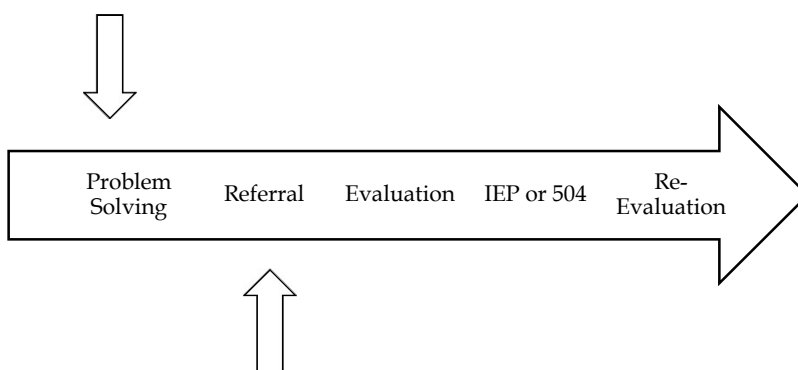 Problem
Solving
Referral
Evaluation
IEP or 504
Re-
Evaluation